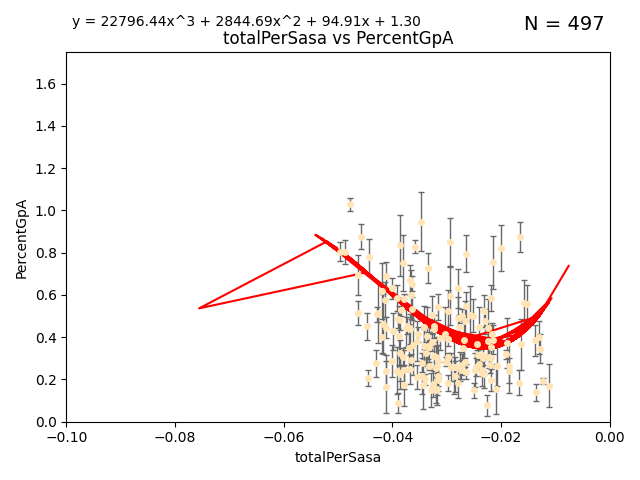 y = 22796.44x^3 + 2844.69x^2 + 94.91x + 1.30
N = 497
totalPerSasa vs PercentGpA
1.6
1.4
1.2
1.0
0.8
0.6
0.4
0.2
0.0
PercentGpA
−0.10 −0.08 −0.06 −0.04 −0.02 0.00
totalPerSasa